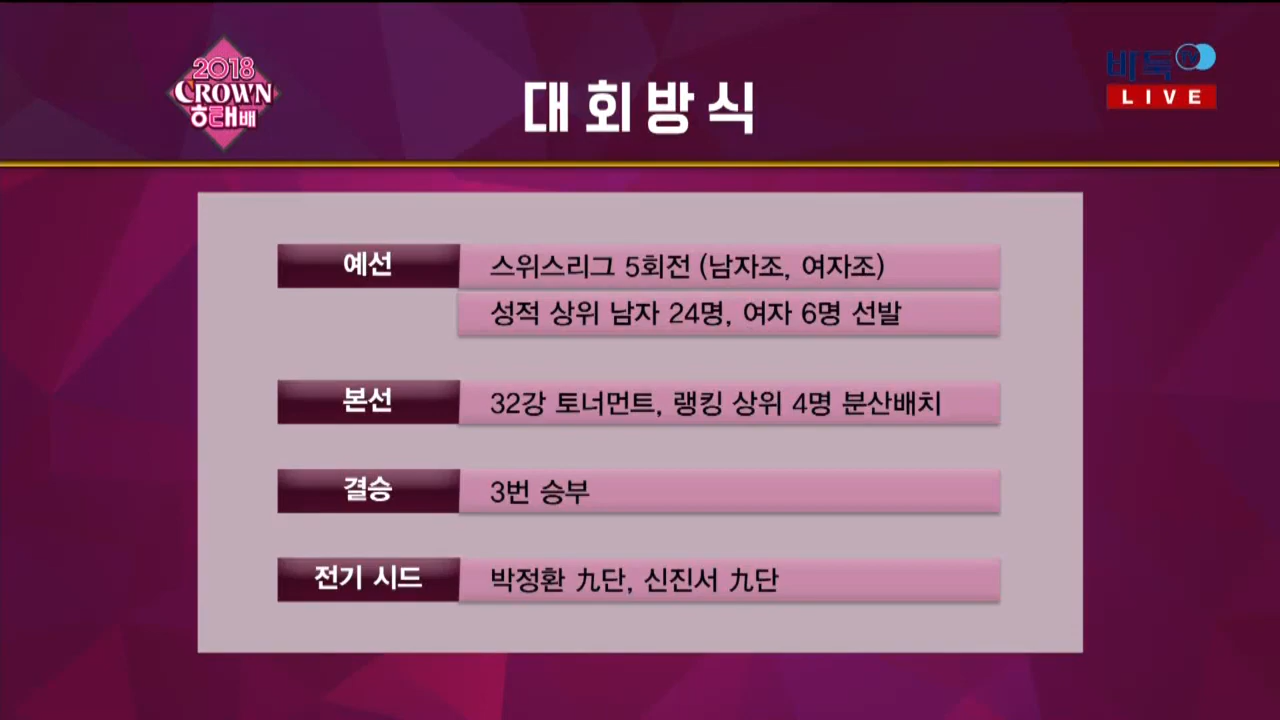 2018
CROWN
해태배
대회방식
바둑TV
LIVE
예선
스위스리그 5회전 (남자조, 여자조)
성적 상위 남자 24명, 여자 6명 선발
본선
32강 토너먼트, 랭킹 상위 4명 분산배치
결승
3번 승부
전기 시드
박정환 九단, 신진서 九단